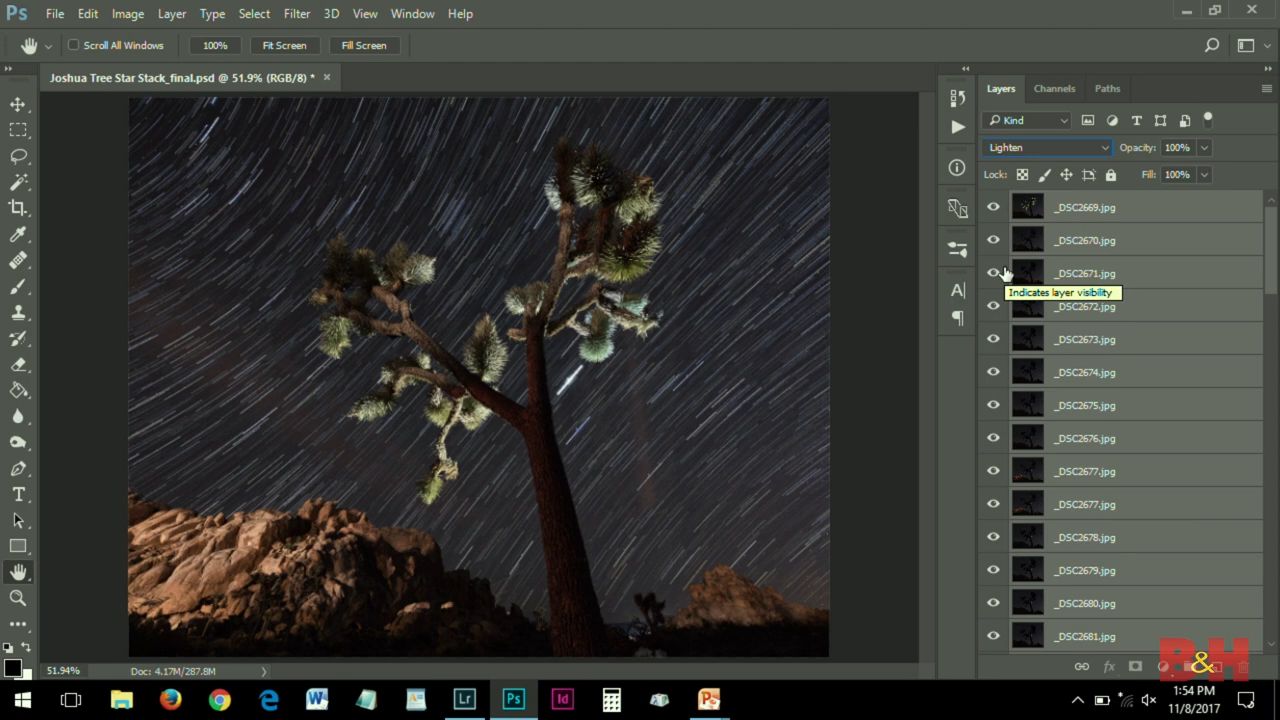 Ps File Edit Image Layer Type Select Filter 3D View Window Help
Scroll All Windows 100% Fit Screen Fill Screen
Joshua Tree Star Stack_final.psd @ 51.9% (RGB/8) * ×
Layers Channels Paths
Kind
Lighten Opacity: 100%
Lock: Fill: 100%
_DSC2669.jpg
_DSC2670.jpg
_DSC2671.jpg
Indicates layer visibility
_DSC2672.jpg
_DSC2673.jpg
_DSC2674.jpg
_DSC2675.jpg
_DSC2676.jpg
_DSC2677.jpg
_DSC2677.jpg
_DSC2678.jpg
_DSC2679.jpg
_DSC2680.jpg
_DSC2681.jpg
B&H
51.94% Doc: 4.17M/287.8M
Lr Ps Id
1:54 PM
11/8/2017